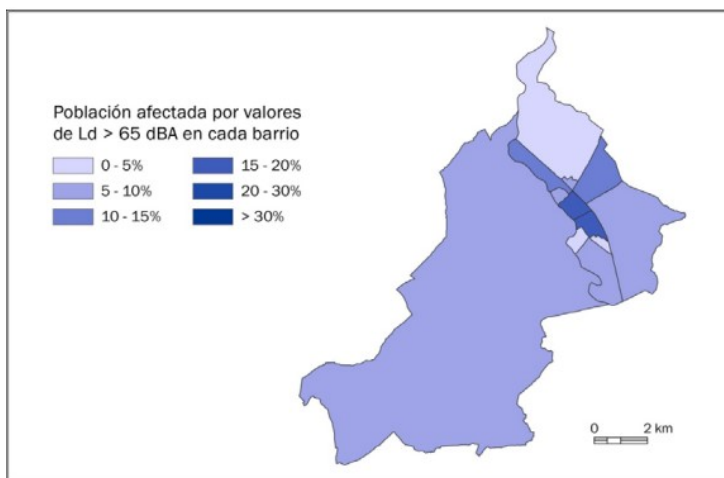 Población afectada por valores
de Ld > 65 dBA en cada barrio
0 - 5%
5 - 10%
10 - 15%
15 - 20%
20 - 30%
> 30%
0 2 km